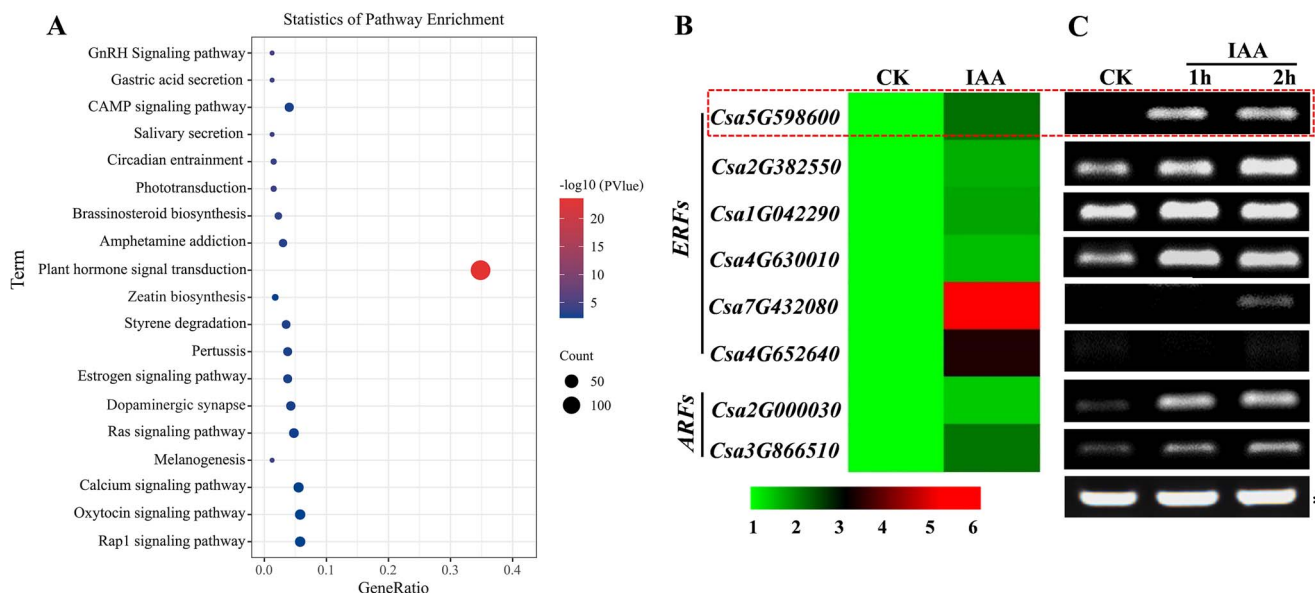 A
Statistics of Pathway Enrichment
Term
GnRH Signaling pathway
Gastric acid secretion
CAMP signaling pathway
Salivary secretion
Circadian entrainment
Phototransduction
Brassinosteroid biosynthesis
Amphetamine addiction
Plant hormone signal transduction
Zeatin biosynthesis
Styrene degradation
Pertussis
Estrogen signaling pathway
Dopaminergic synapse
Ras signaling pathway
Melanogenesis
Calcium signaling pathway
Oxytocin signaling pathway
Rap1 signaling pathway
0.0 0.1 0.2 0.3 0.4
GeneRatio
-log10 (PVlue)
20
15
10
5
Count
50
100
B
CK IAA
ERFs
Csa5G598600
Csa2G382550
Csa1G042290
Csa4G630010
Csa7G432080
Csa4G652640
ARFs
Csa2G000030
Csa3G866510
1 2 3 4 5 6
C
IAA
CK 1h 2h